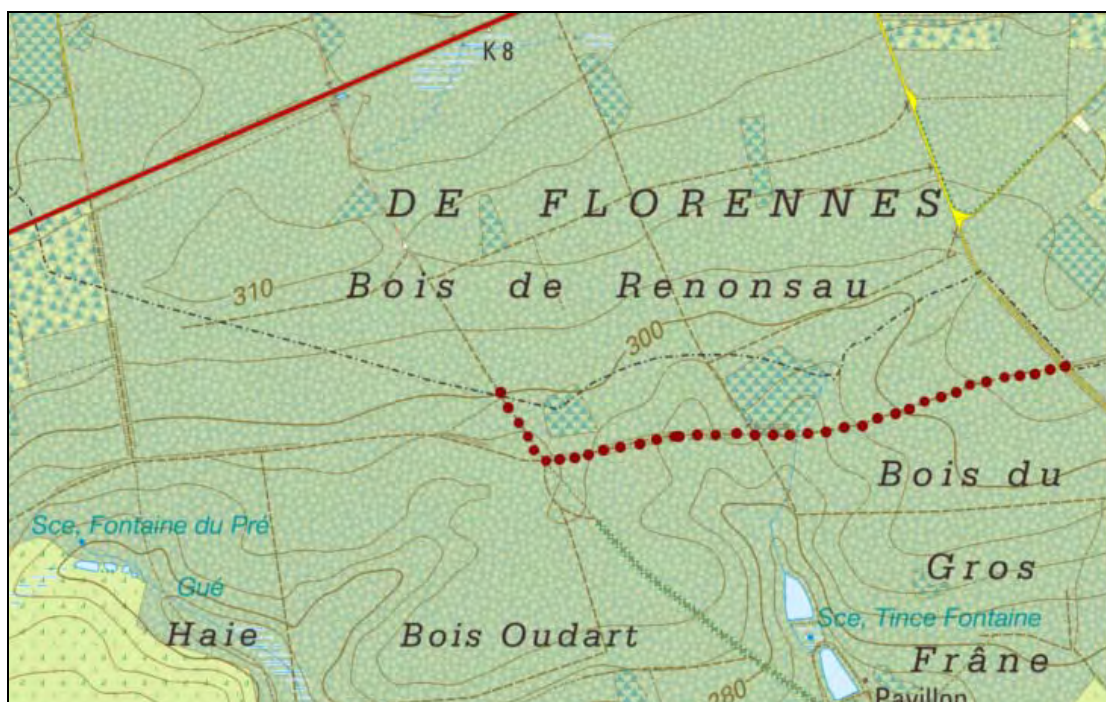 K 8
DE FLORENNES
310
Bois de Renonsau
300
Bois du
Sce, Fontaine du Pré
Gué
Gros
Haie
Bois Oudart
Sce, Tince Fontaine
Frâne
280
Pavillon